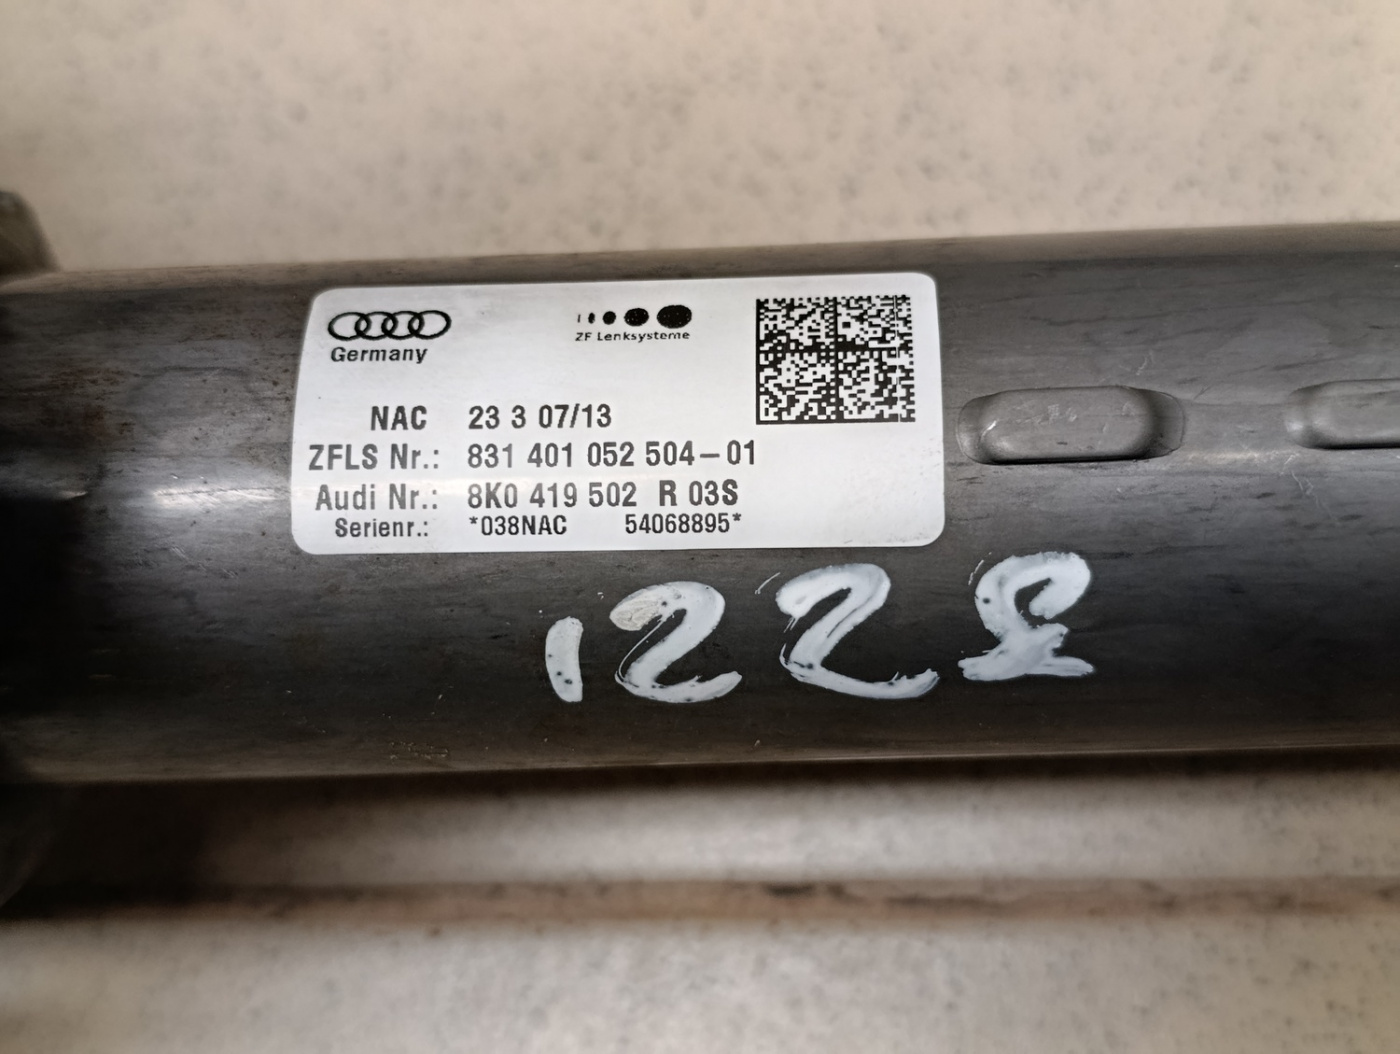 Germany
ZF Lenksysteme
NAC 23 3 07/13
ZFLS Nr.: 831 401 052 504-01
Audi Nr.: 8K0 419 502 R 03S
Serienr.: *038NAC 54068895*